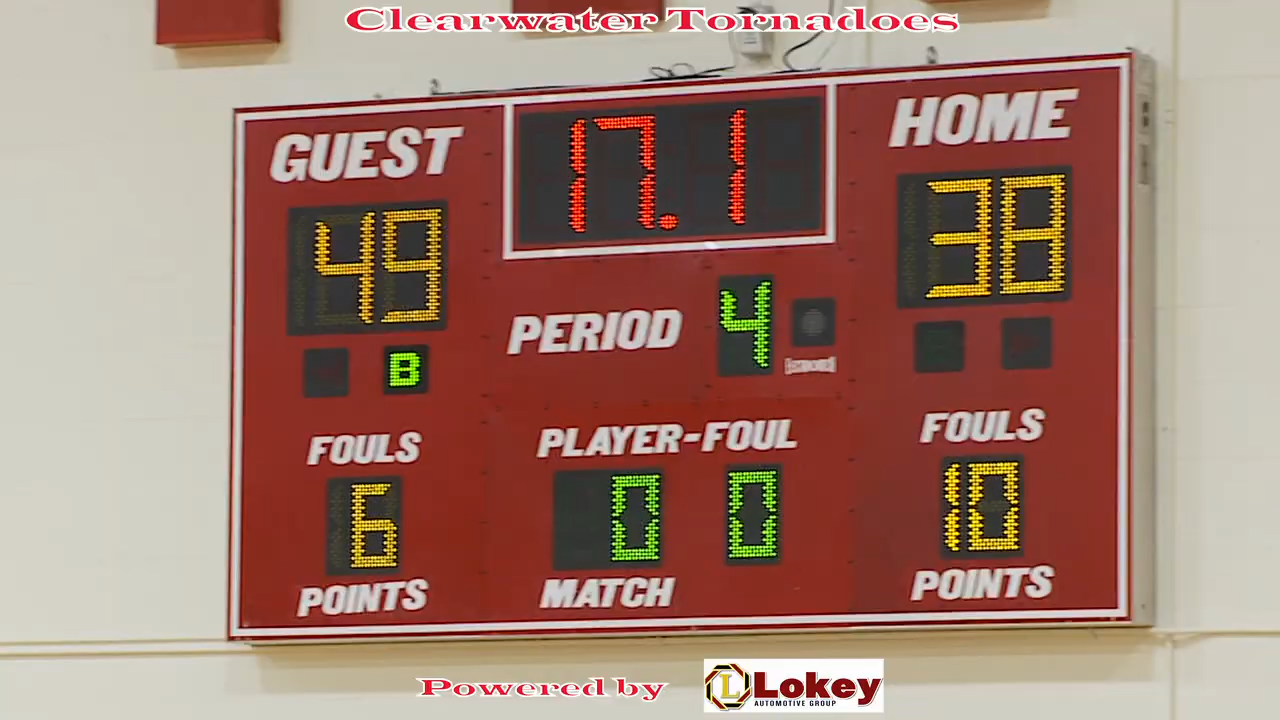 Clearwater Tornadoes
GUEST
17.1
HOME
49
38
PERIOD
4
B
FOULS
PLAYER-FOUL
FOULS
6
0
0
10
POINTS
MATCH
POINTS
Powered by
L
Lokey
AUTOMOTIVE GROUP